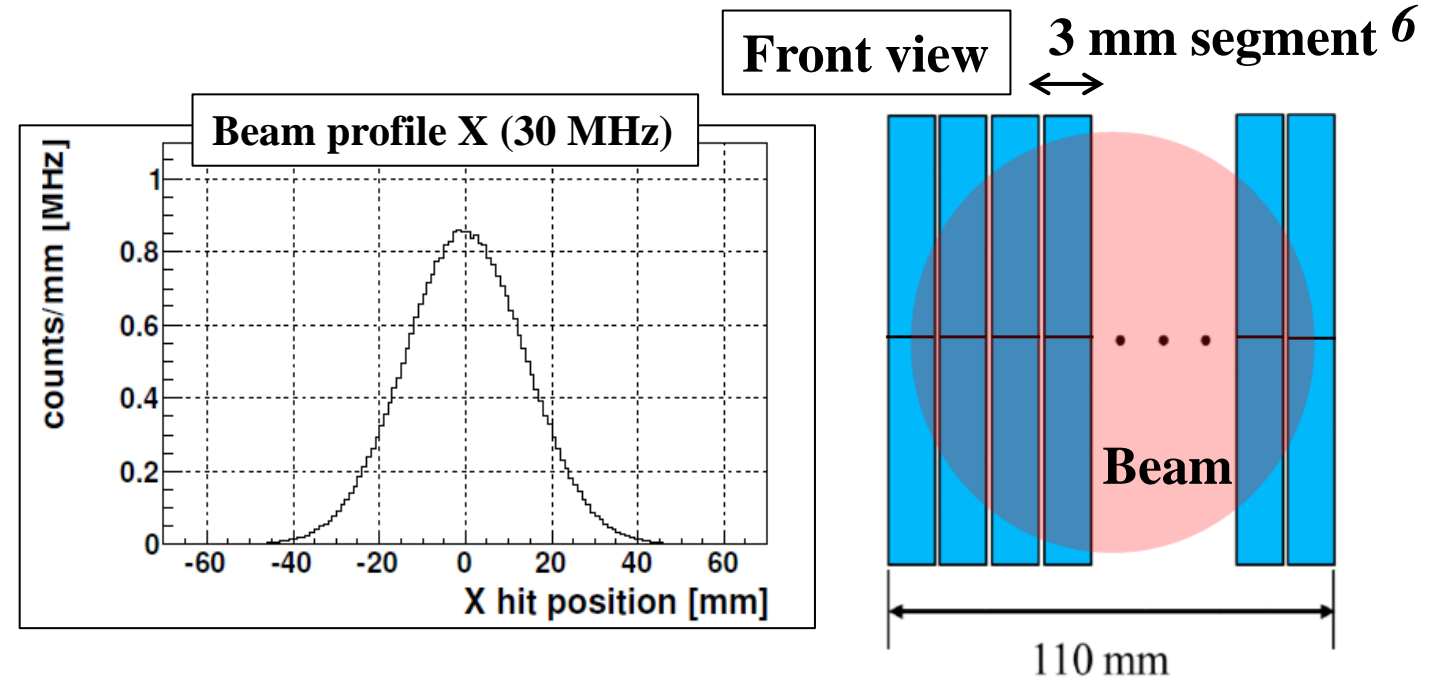 Front view
3 mm segment
6
Beam profile X (30 MHz)
counts/mm [MHz]
1
0.8
0.6
0.4
0.2
0
-60 -40 -20 0 20 40 60
X hit position [mm]
• • •
Beam
110 mm